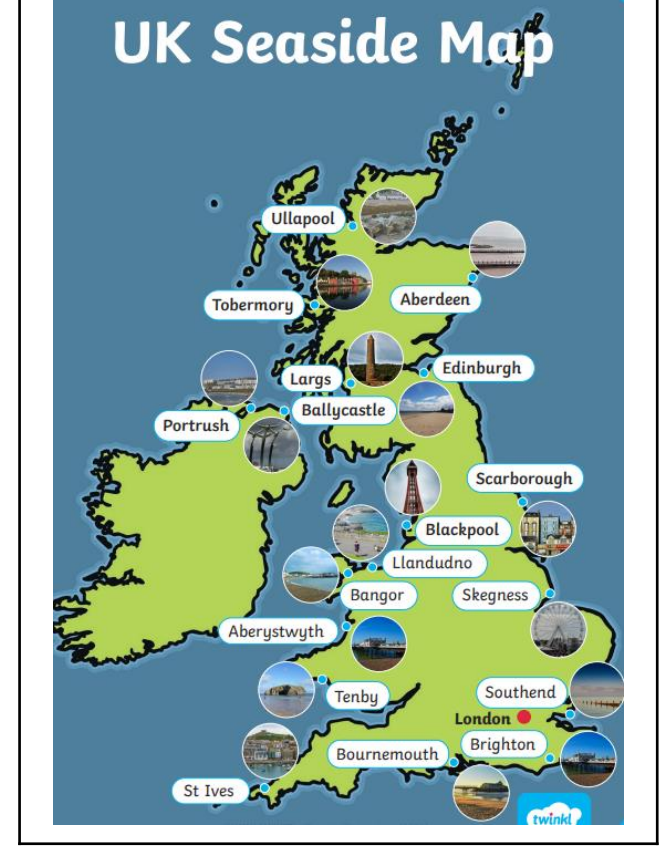 UK Seaside Map
Ullapool
Aberdeen
Tobermory
Edinburgh
Largs
Ballycastle
Portrush
Scarborough
Blackpool
Llandudno
Bangor
Skegness
Aberystwyth
Southend
Tenby
London
Brighton
Bournemouth
St Ives
twinkl